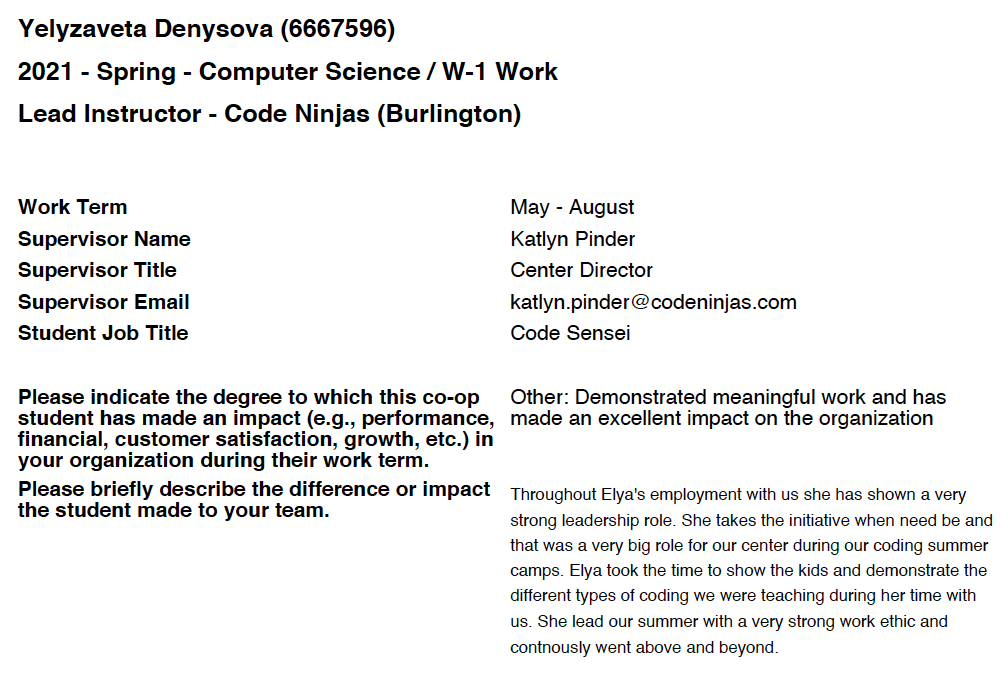 Yelyzaveta Denysova (6667596)
2021 - Spring - Computer Science / W-1 Work
Lead Instructor - Code Ninjas (Burlington)
Work Term May - August
Supervisor Name Katlyn Pinder
Supervisor Title Center Director
Supervisor Email katlyn.pinder@codeninjas.com
Student Job Title Code Sensei
Please indicate the degree to which this co-op
student has made an impact (e.g., performance,
financial, customer satisfaction, growth, etc.) in
your organization during their work term.
Other: Demonstrated meaningful work and has
made an excellent impact on the organization
Please briefly describe the difference or impact
the student made to your team.
Throughout Elya's employment with us she has shown a very
strong leadership role. She takes the initiative when need be and
that was a very big role for our center during our coding summer
camps. Elya took the time to show the kids and demonstrate the
different types of coding we were teaching during her time with
us. She lead our summer with a very strong work ethic and
contnously went above and beyond.